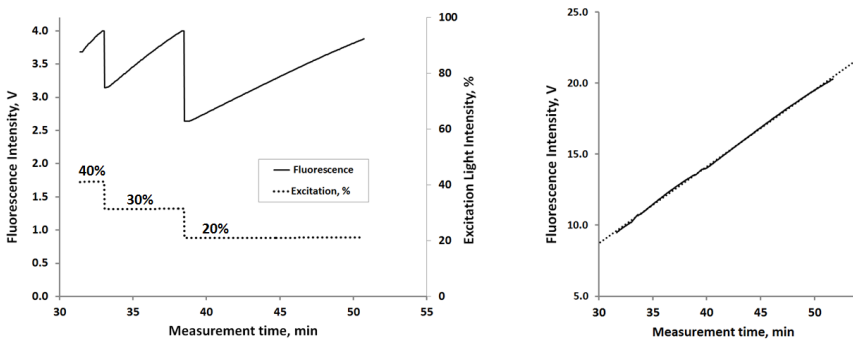 Fluorescence Intensity, V
4.0
3.5
3.0
2.5
2.0
1.5
1.0
0.5
0.0
40%
30%
20%
Fluorescence
Excitation, %
100
80
60
40
20
0
Excitation Light Intensity, %
30 35 40 45 50 55
Measurement time, min
Fluorescence Intensity, V
25.0
20.0
15.0
10.0
5.0
30 35 40 45 50
Measurement time, min